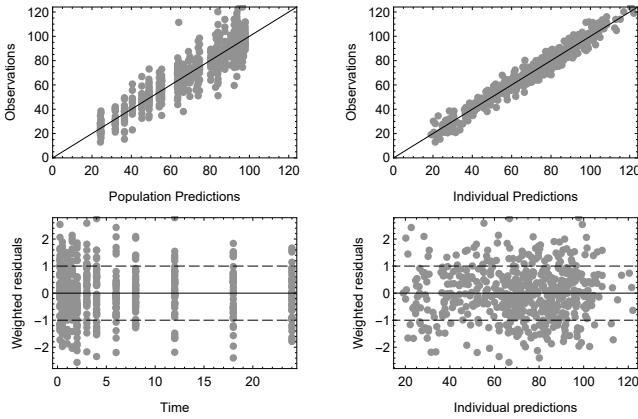 120
100
80
60
40
20
0
Observations
0 20 40 60 80 100 120
Population Predictions
120
100
80
60
40
20
0
Observations
0 20 40 60 80 100 120
Individual Predictions
2
1
0
−1
−2
Weighted residuals
0 5 10 15 20
Time
2
1
0
−1
−2
Weighted residuals
20 40 60 80 100 120
Individual predictions